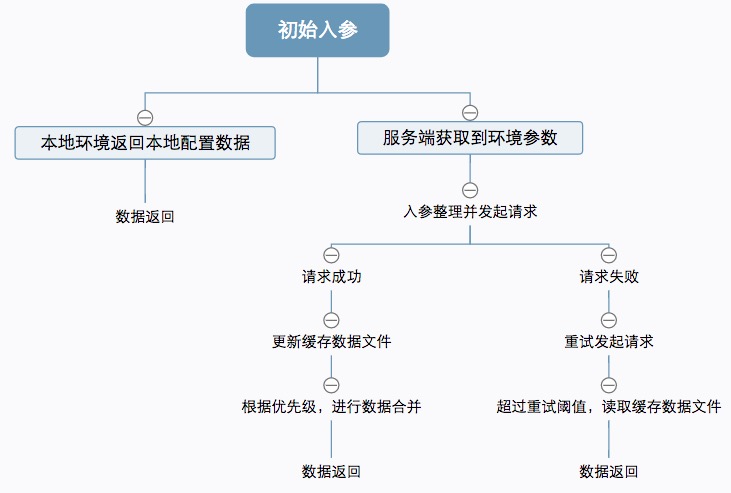 初始入参
本地环境返回本地配置数据
服务端获取到环境参数
数据返回
入参整理并发起请求
请求成功
请求失败
更新缓存数据文件
重试发起请求
根据优先级，进行数据合并
超过重试阈值，读取缓存数据文件
数据返回
数据返回